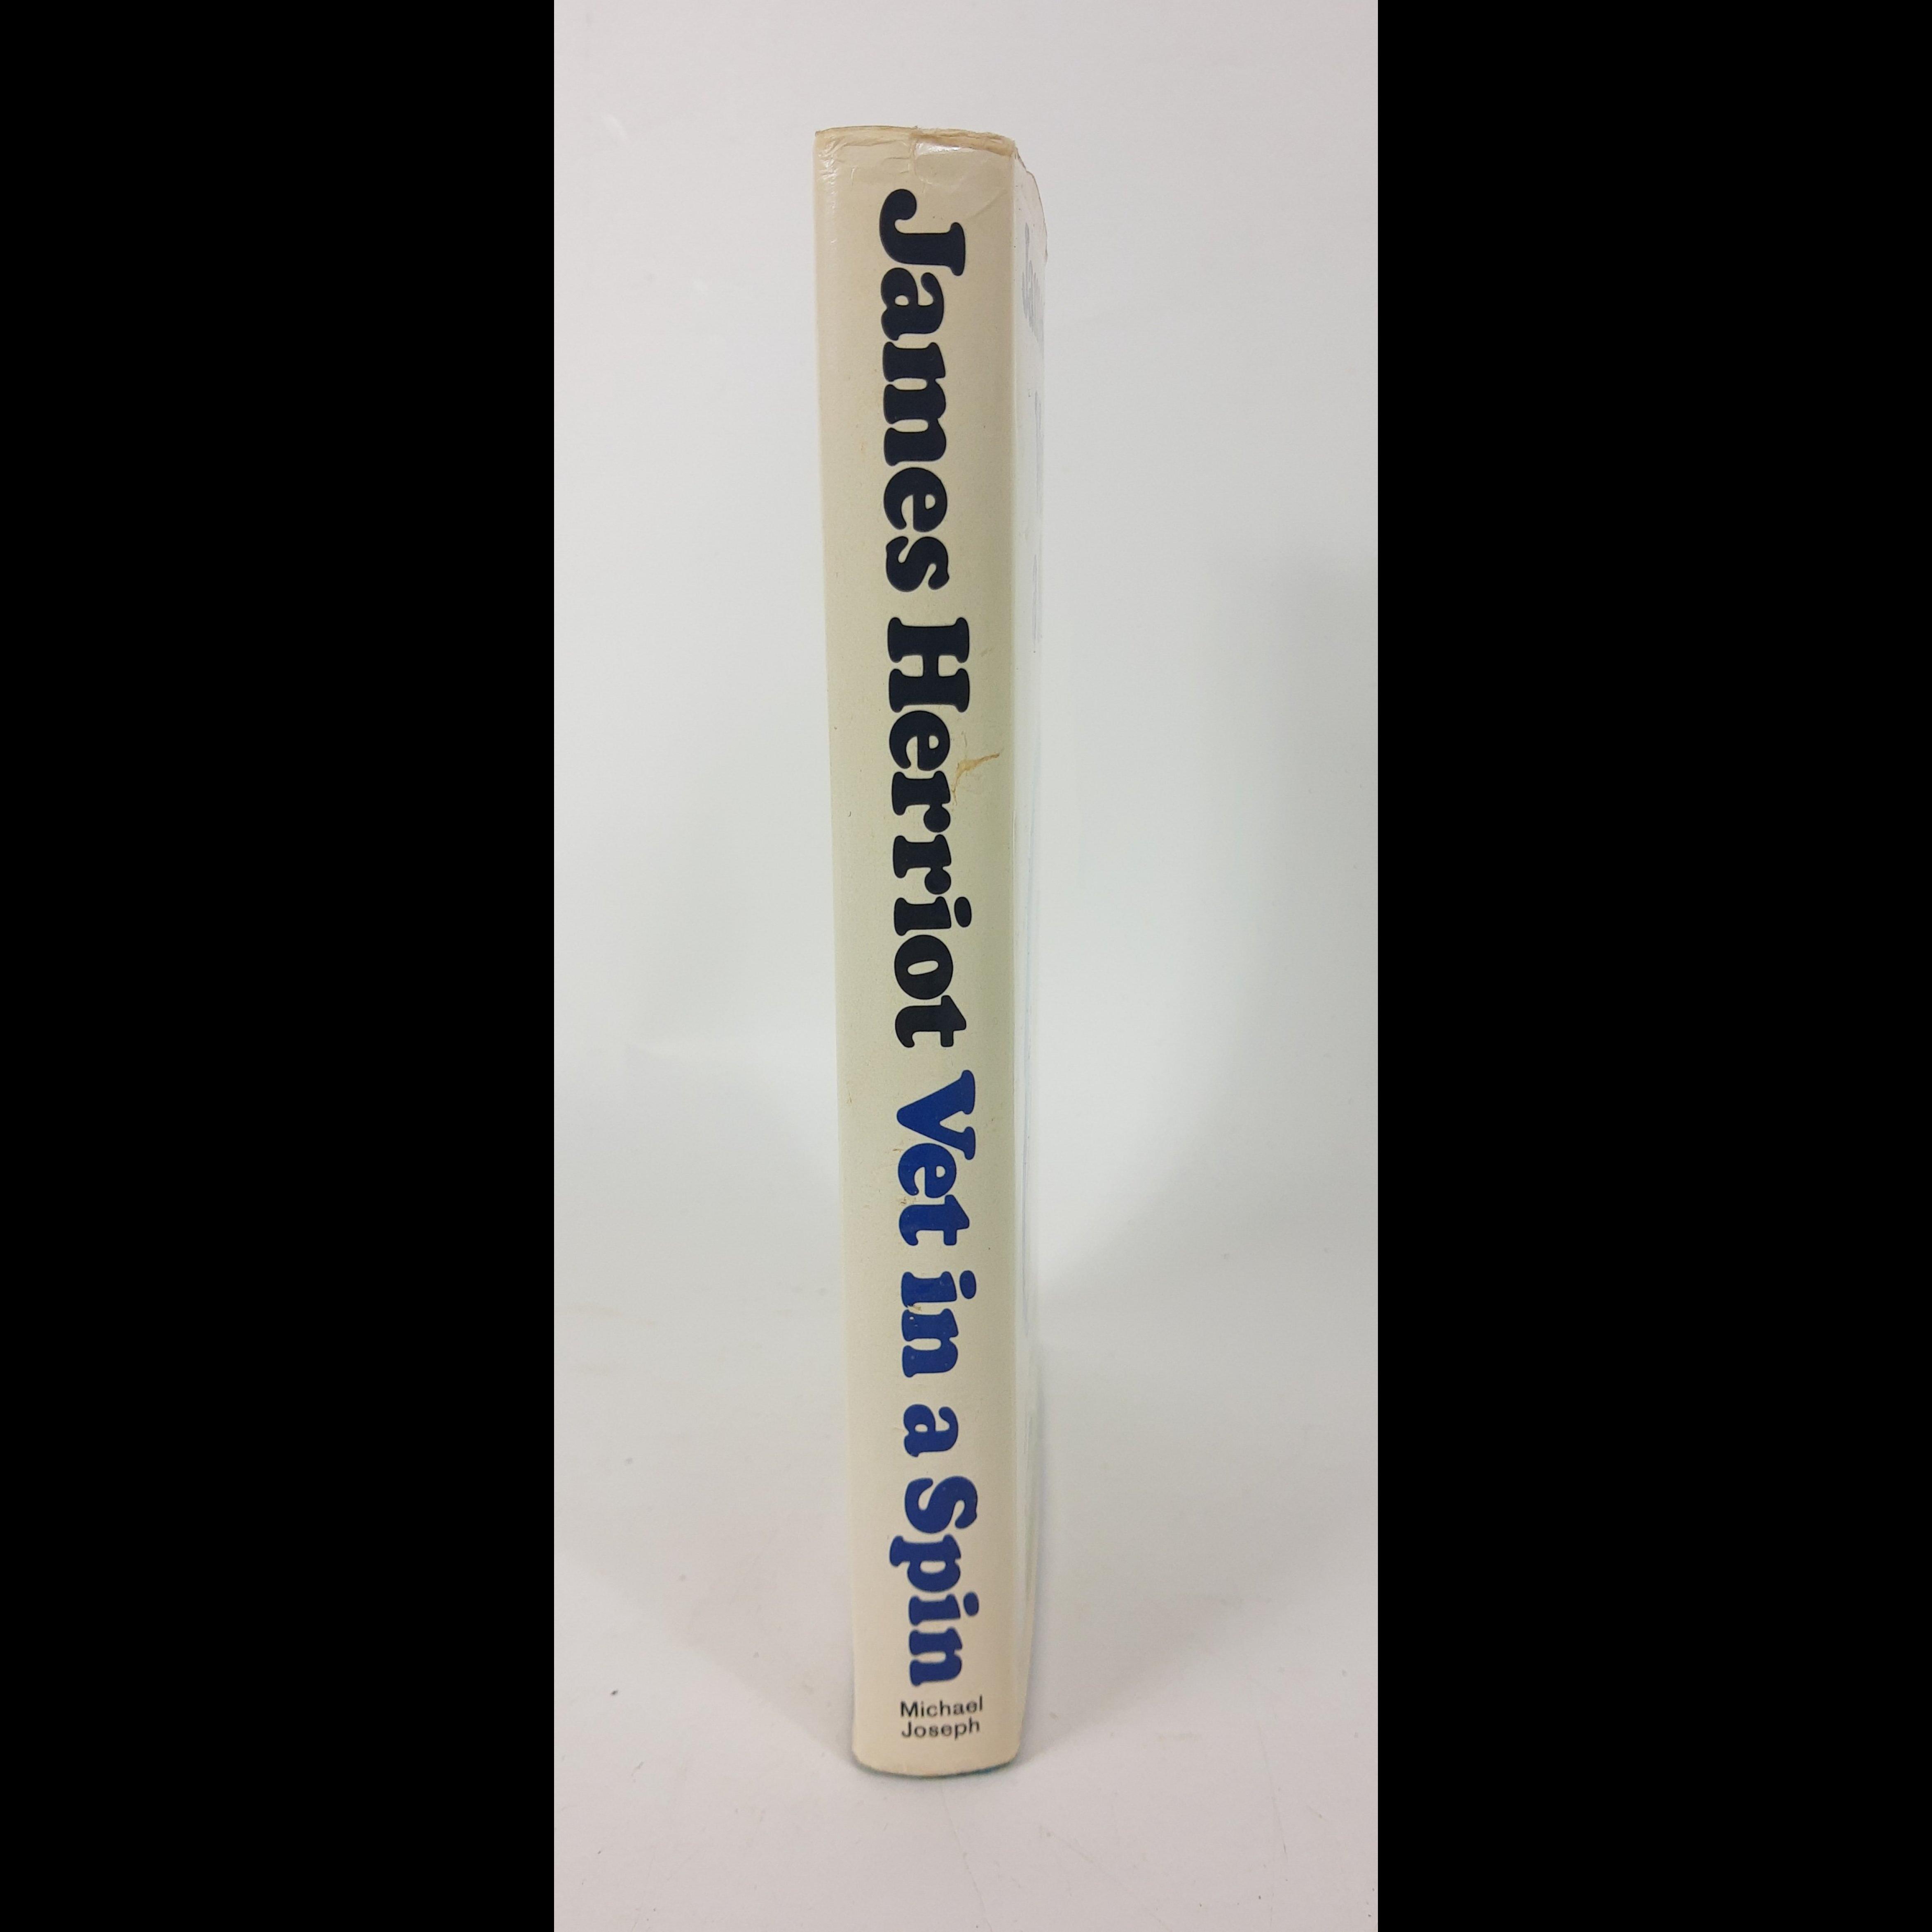 James Herriot Vet in a Spin
Michael
Joseph